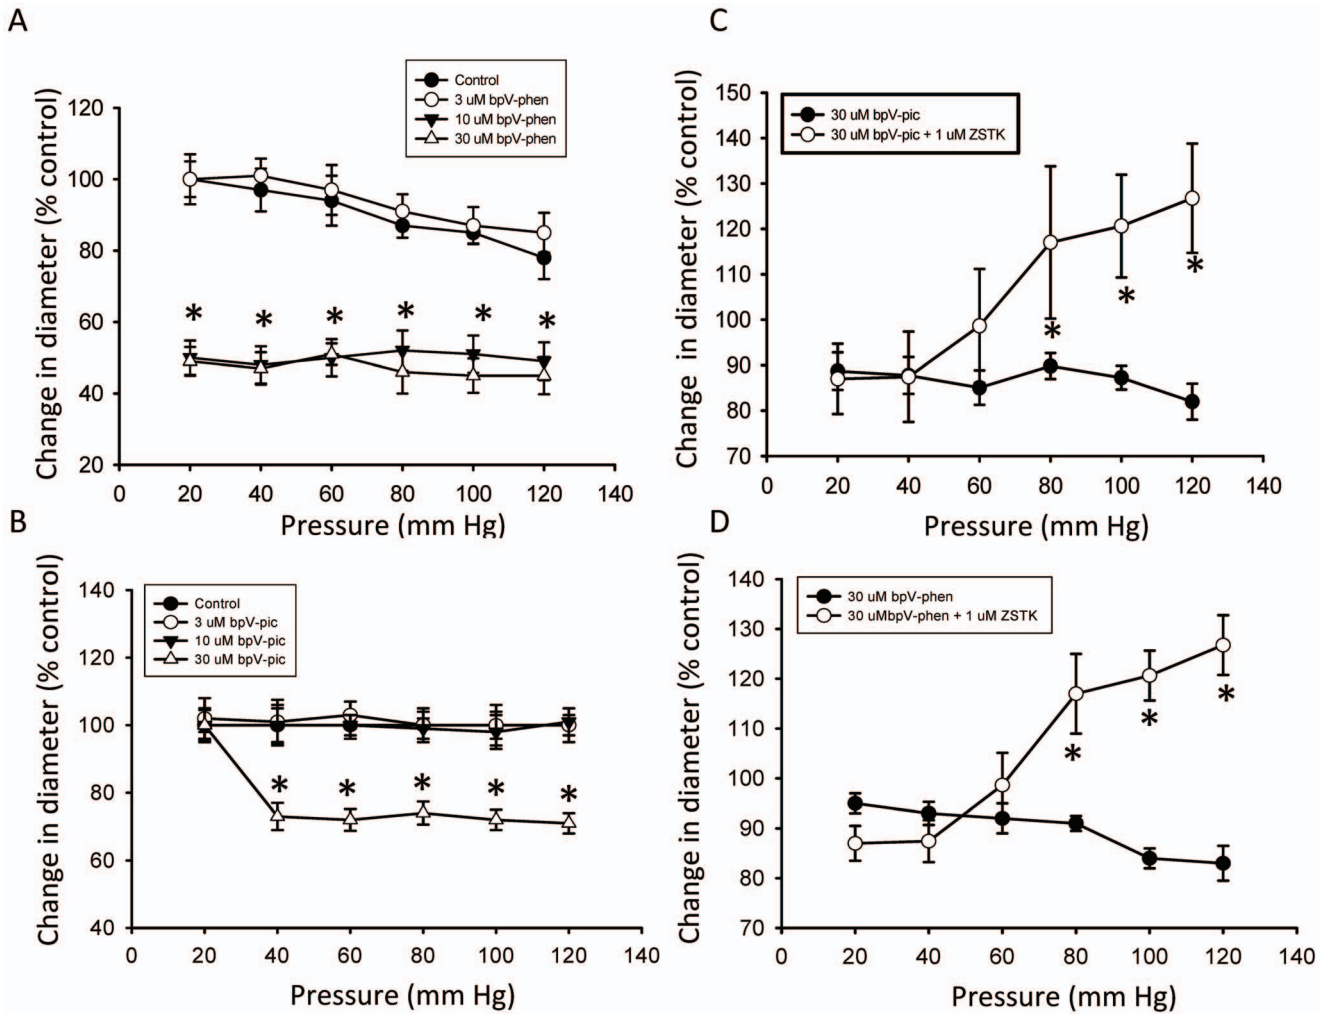 A
Control
3 uM bpV-phen
10 uM bpV-phen
30 uM bpV-phen
Change in diameter (% control)
120
100
80
60
40
20
* * * * * *
0 20 40 60 80 100 120 140
Pressure (mm Hg)
B
Control
3 uM bpV-pic
10 uM bpV-pic
30 uM bpV-pic
Change in diameter (% control)
140
120
100
80
60
40
* * * * *
0 20 40 60 80 100 120 140
Pressure (mm Hg)
C
30 uM bpV-pic
30 uM bpV-pic + 1 uM ZSTK
Change in diameter (% control)
150
140
130
120
110
100
90
80
70
* * *
0 20 40 60 80 100 120 140
Pressure (mm Hg)
D
30 uM bpV-phen
30 uMbpV-phen + 1 uM ZSTK
Change in diameter (% control)
140
130
120
110
100
90
80
70
* * *
0 20 40 60 80 100 120 140
Pressure (mm Hg)